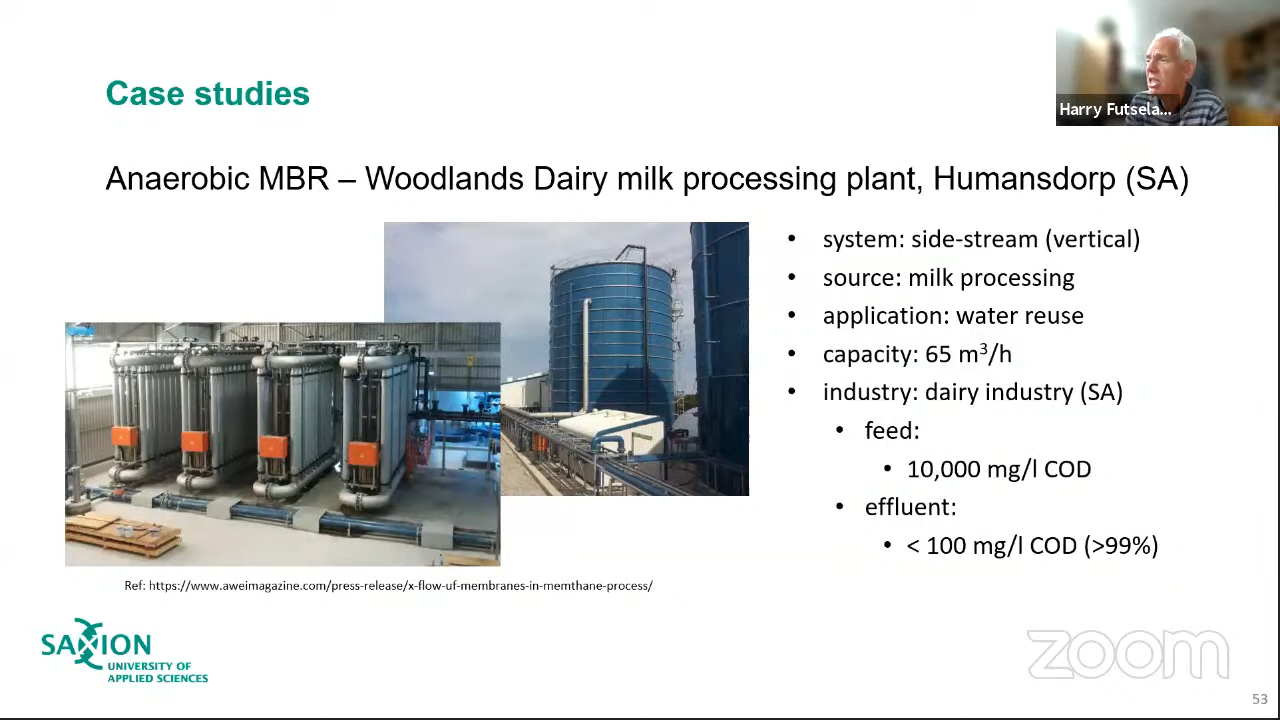 Case studies
Harry Futsela...
Anaerobic MBR – Woodlands Dairy milk processing plant, Humansdorp (SA)
• system: side-stream (vertical)
• source: milk processing
• application: water reuse
• capacity: 65 m³/h
• industry: dairy industry (SA)
• feed:
• 10,000 mg/l COD
• effluent:
• < 100 mg/l COD (>99%)
Ref: https://www.aweimagazine.com/press-release/x-flow-uf-membranes-in-memthane-process/
SAXION
UNIVERSITY OF
APPLIED SCIENCES
zoom
53